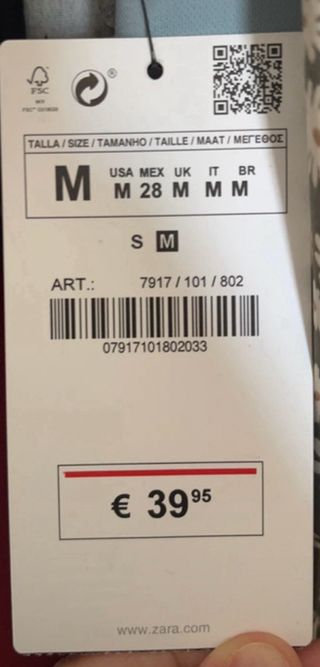 FSC
TALLA / SIZE / TAMANHO / TAILLE / MAAT / ΜΕΓΕΘΟΣ
M USA MEX UK IT BR
M 28 M M M
S M
ART.: 7917 / 101 / 802
07917101802033
€ 39 95
www.zara.com